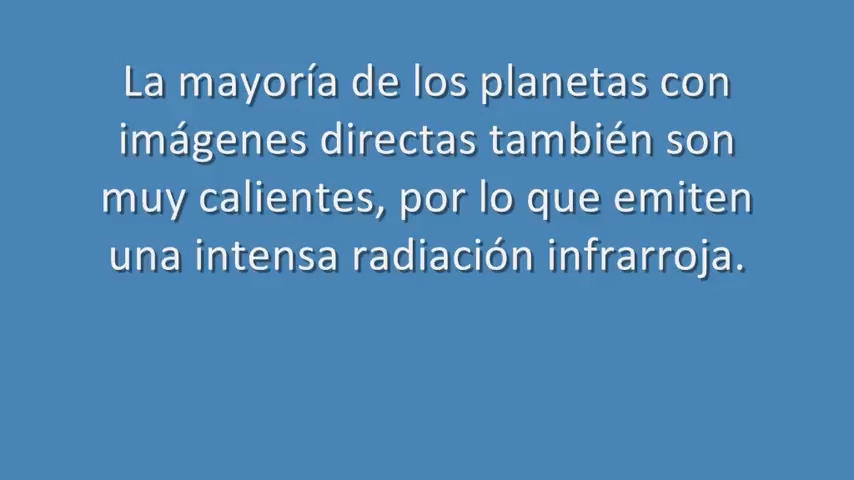 La mayoría de los planetas con
imágenes directas también son
muy calientes, por lo que emiten
una intensa radiación infrarroja.